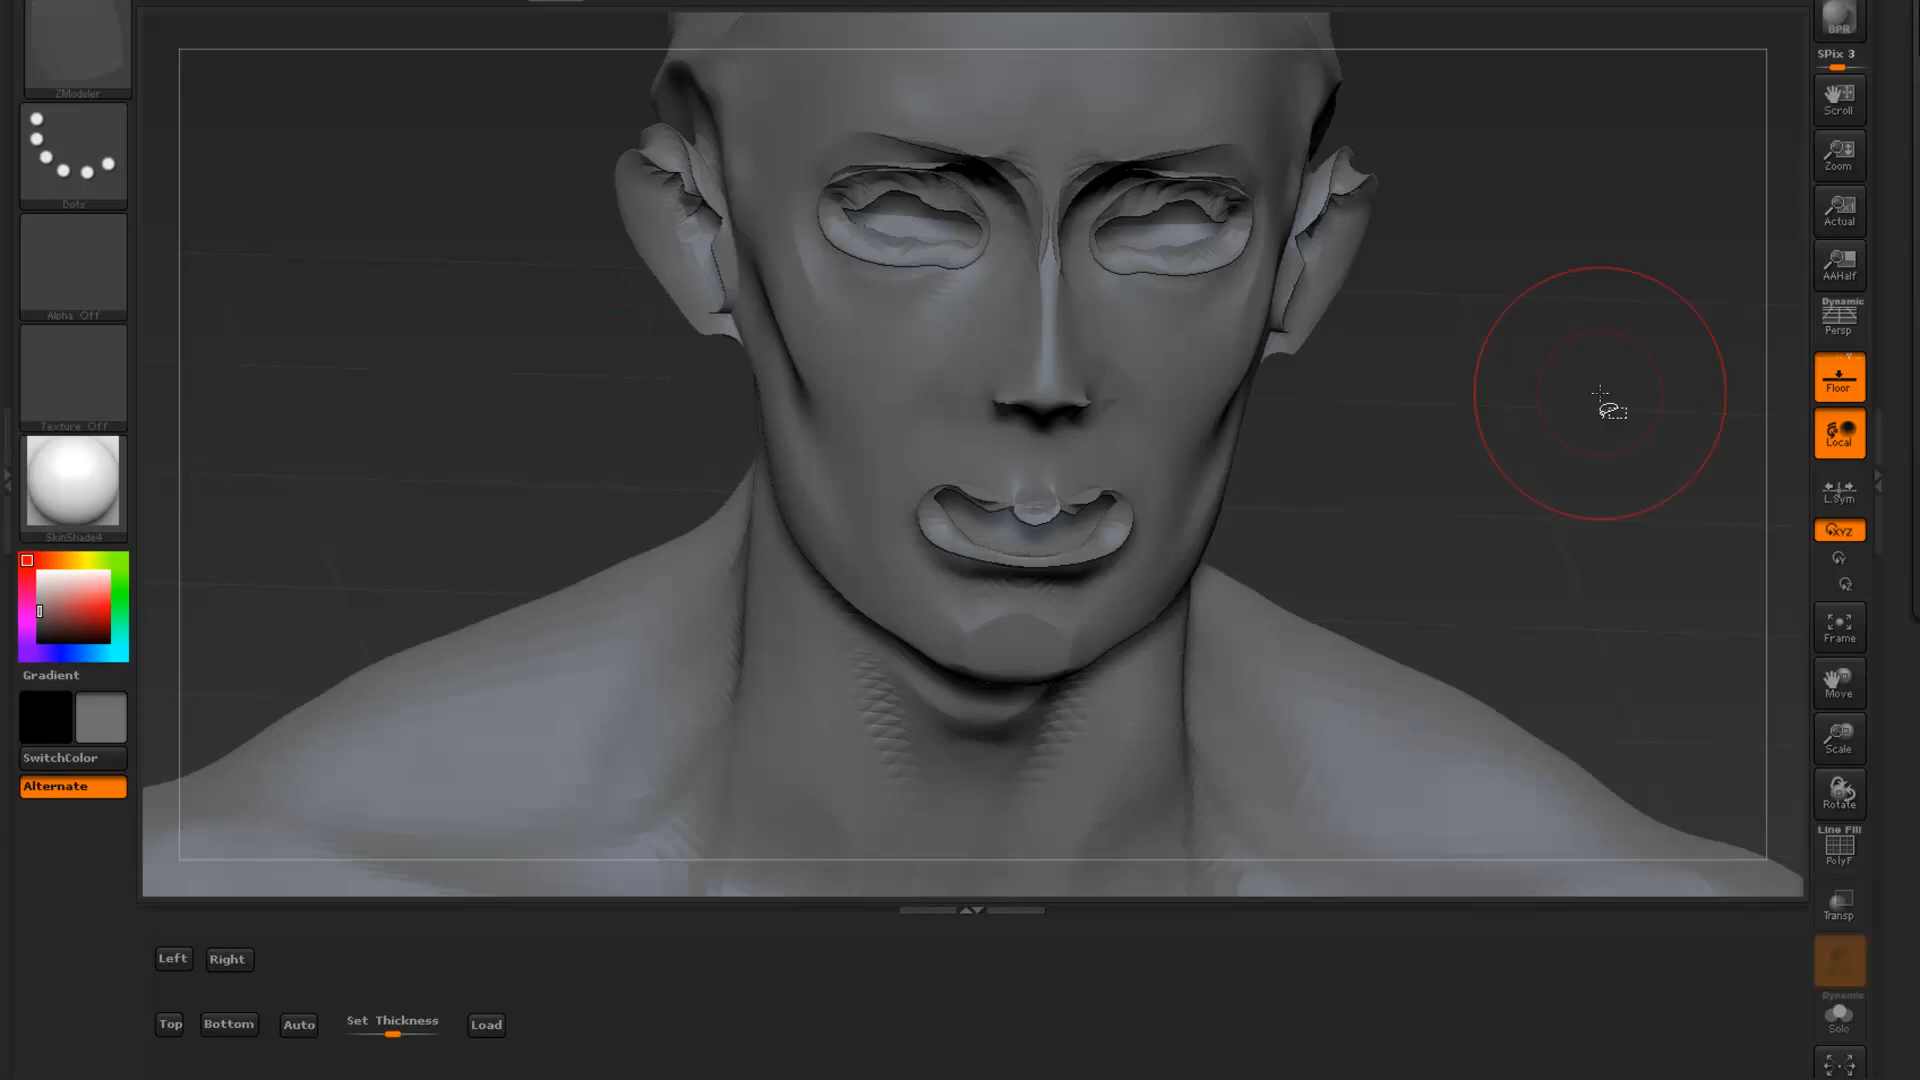 ZModeler
Dots
Alpha Off
Texture Off
SkinShade4
Gradient
SwitchColor
Alternate
Left
Right
Top
Bottom
Auto
Set Thickness
Load
BPR
SPix 3
Scroll
Zoom
Actual
AAHalf
Dynamic
Persp
Floor
Local
L.Sym
XYZ
Y
Z
Frame
Move
Scale
Rotate
Line Fill
PolyF
Transp
Dynamic
Solo